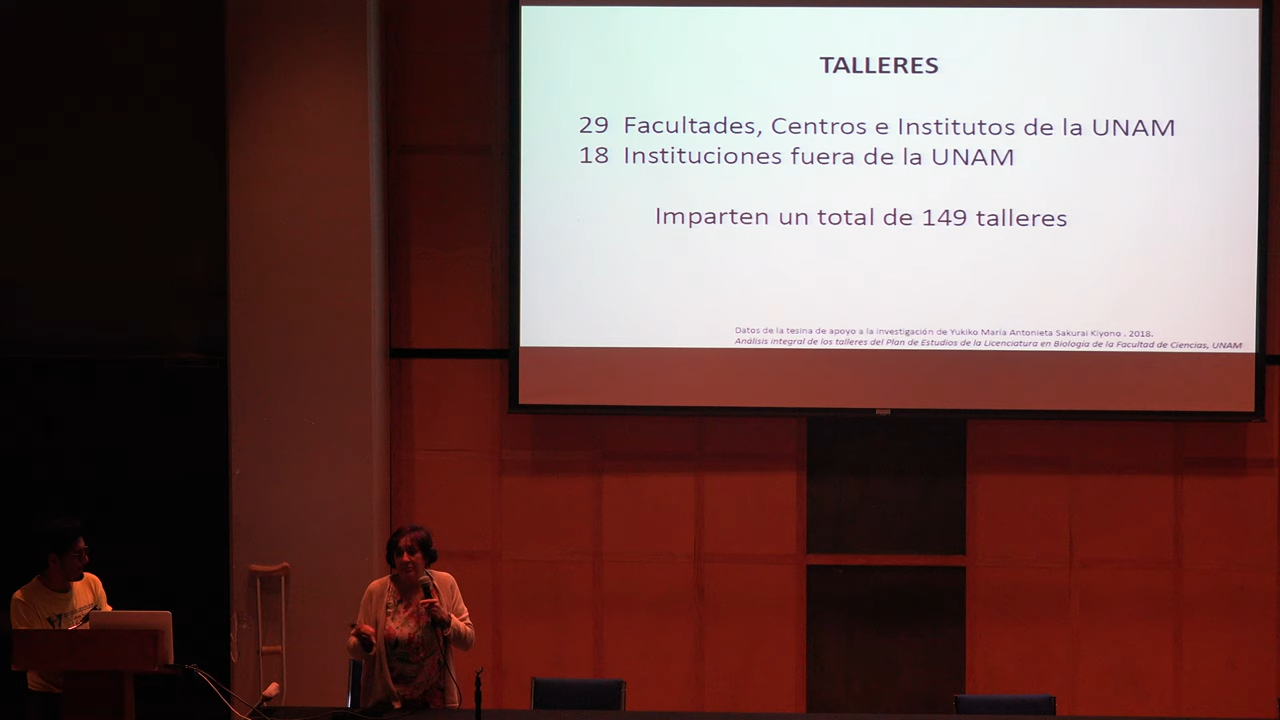 TALLERES
29 Facultades, Centros e Institutos de la UNAM
18 Instituciones fuera de la UNAM
Imparten un total de 149 talleres
Datos de la tesina de apoyo a la investigación de Yukiko María Antonieta Sakurai Kiyono . 2018.
Análisis integral de los talleres del Plan de Estudios de la Licenciatura en Biología de la Facultad de Ciencias, UNAM